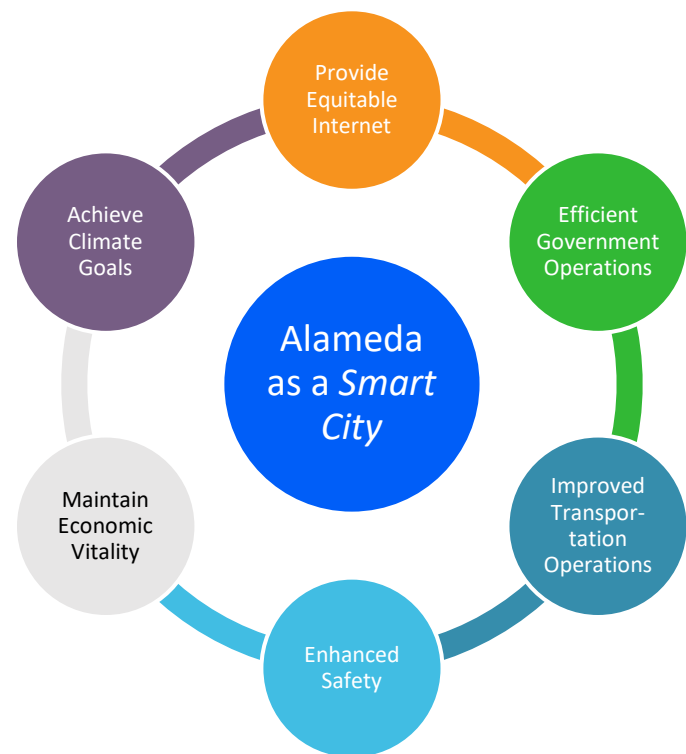 Provide
Equitable
Internet
Achieve
Climate
Goals
Efficient
Government
Operations
Alameda
as a Smart
City
Maintain
Economic
Vitality
Improved
Transpor-
tation
Operations
Enhanced
Safety